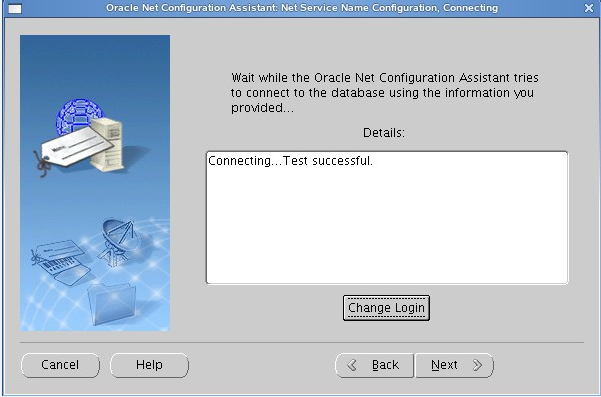 Oracle Net Configuration Assistant: Net Service Name Configuration, Connecting
Wait while the Oracle Net Configuration Assistant tries
to connect to the database using the information you
provided...
Details:
Connecting...Test successful.
Change Login
Cancel
Help
Back
Next